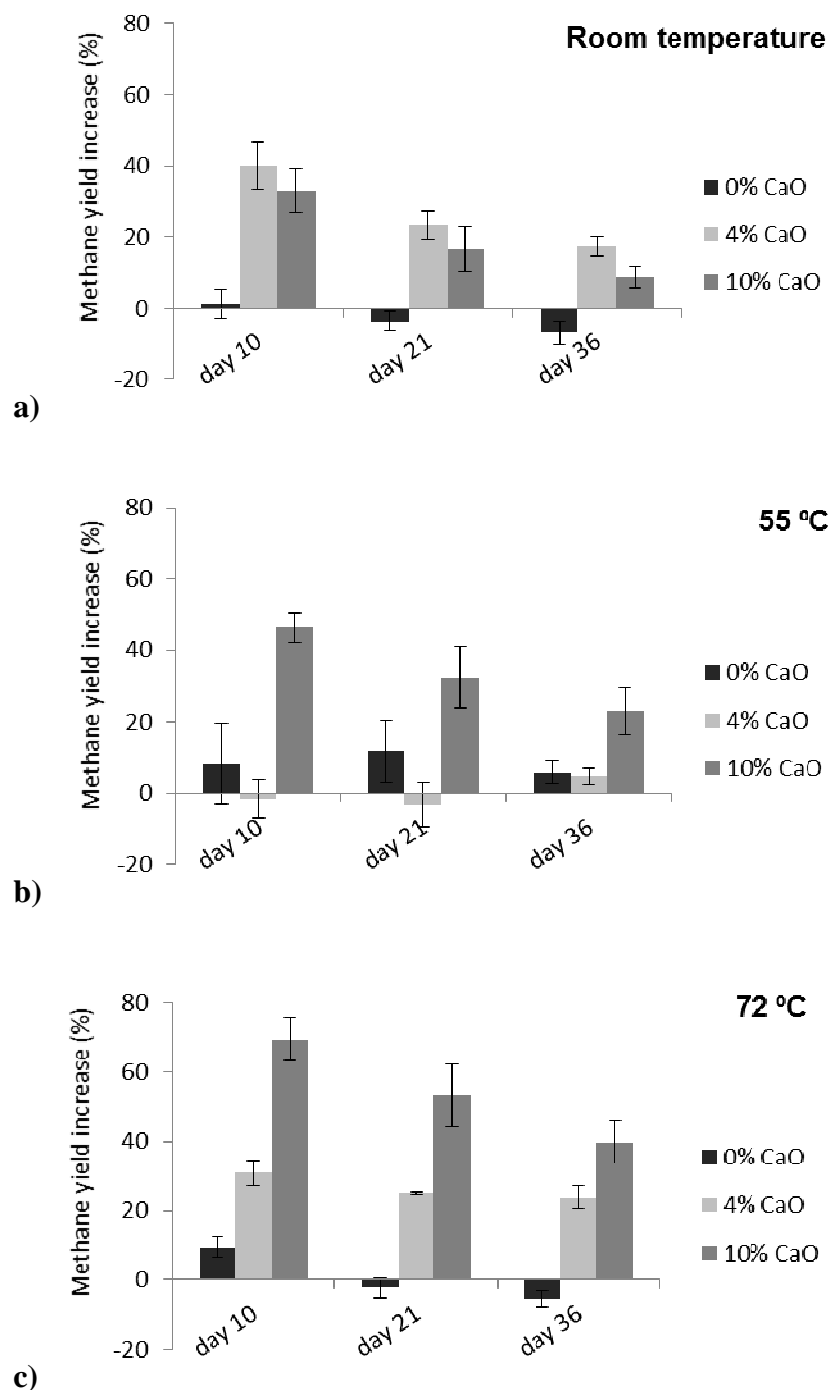 Room temperature
Methane yield increase (%)
80
60
40
20
0
-20
day 10
day 21
day 36
0% CaO
4% CaO
10% CaO
a)
55 ºC
Methane yield increase (%)
80
60
40
20
0
-20
day 10
day 21
day 36
0% CaO
4% CaO
10% CaO
b)
72 ºC
Methane yield increase (%)
80
60
40
20
0
-20
day 10
day 21
day 36
0% CaO
4% CaO
10% CaO
c)